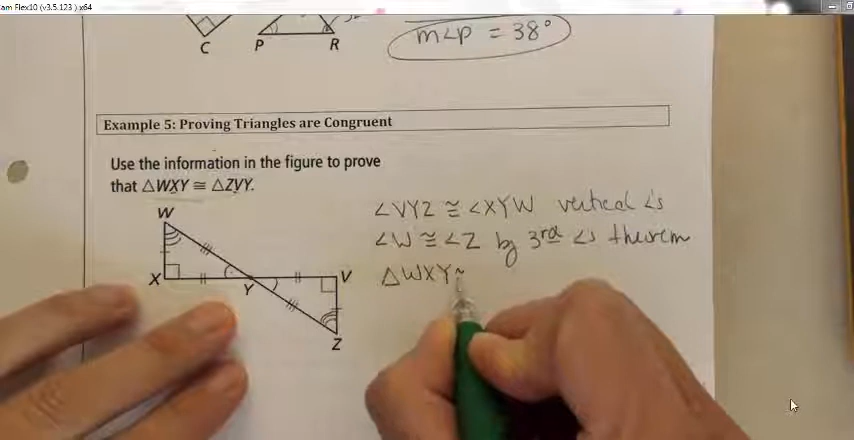 am Flex10 (v3.5.123 ).x64
C P R
m∠P = 38°
Example 5: Proving Triangles are Congruent
Use the information in the figure to prove
that △WXY ≅ △ZVY.
∠VYZ ≅ ∠XYW vertical ∠s
∠W ≅ ∠Z by 3rd ∠s theorem
△WXY ~
W
X Y V
Z